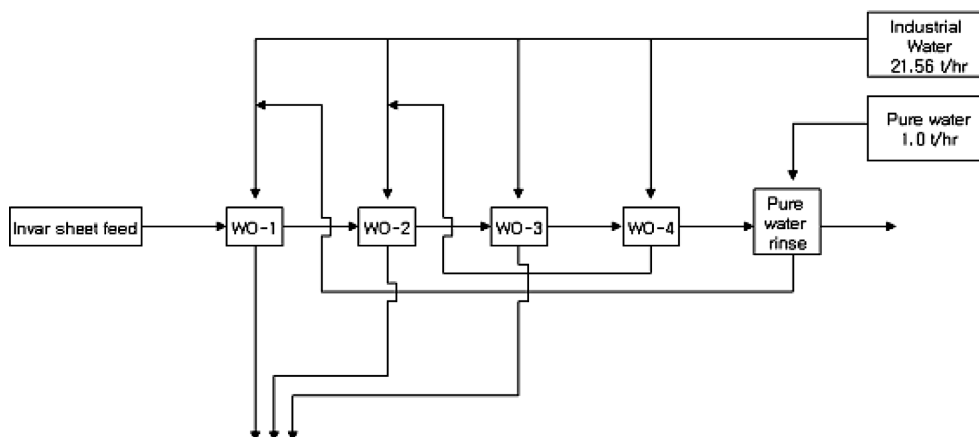 Industrial
Water
21.56 t/hr
Pure water
1.0 t/hr
Invar sheet feed
WO-1
WO-2
WO-3
WO-4
Pure
water
rinse